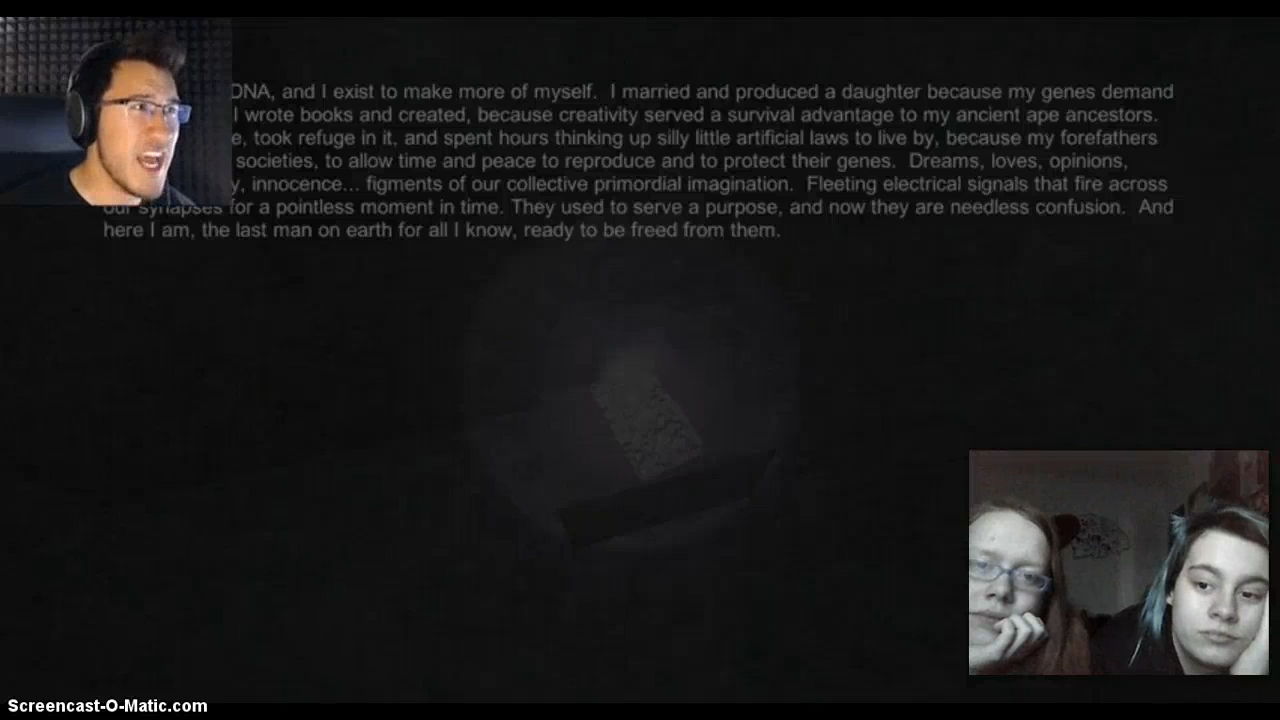 DNA, and I exist to make more of myself. I married and produced a daughter because my genes demand
I wrote books and created, because creativity served a survival advantage to my ancient ape ancestors.
e, took refuge in it, and spent hours thinking up silly little artificial laws to live by, because my forefathers
societies, to allow time and peace to reproduce and to protect their genes. Dreams, loves, opinions,
y, innocence... figments of our collective primordial imagination. Fleeting electrical signals that fire across
our synapses for a pointless moment in time. They used to serve a purpose, and now they are needless confusion. And
here I am, the last man on earth for all I know, ready to be freed from them.
Screencast-O-Matic.com